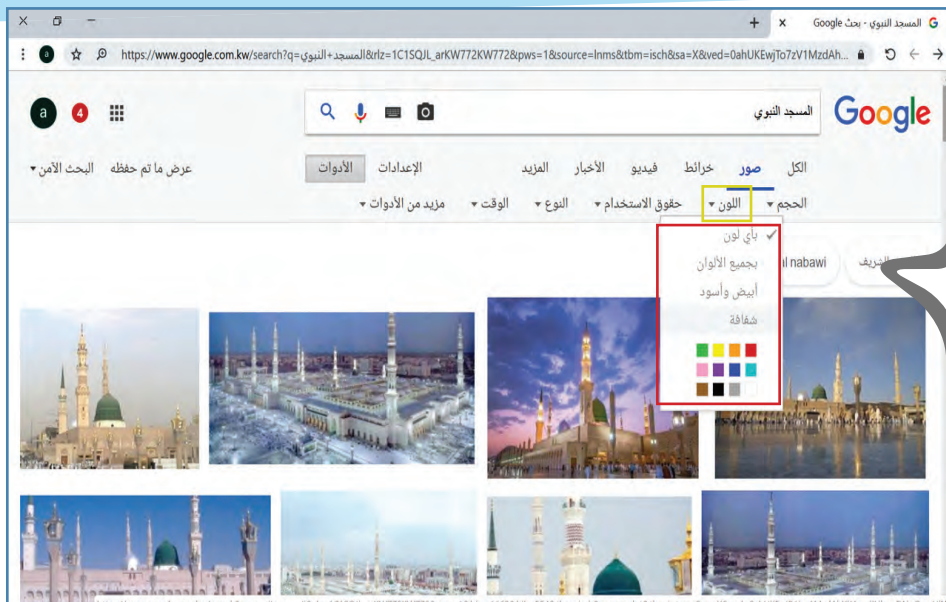 المسجد النبوي - بحث Google
https://www.google.com.kw/search?q=المسجد+النبوي&rlz=1C1SQJL_arKW772KW772&pws=1&source=lnms&tbm=isch&sa=X&ved=0ahUKEwjTo7zV1MzdAh...
a
Google
المسجد النبوي
4
a
الكل صور خرائط فيديو الأخبار المزيد الإعدادات الأدوات
عرض ما تم حفظه البحث الآمن
الحجم اللون حقوق الاستخدام النوع الوقت مزيد من الأدوات
بأي لون
بجميع الألوان
أبيض وأسود
شفافة
الشريف
al nabawi